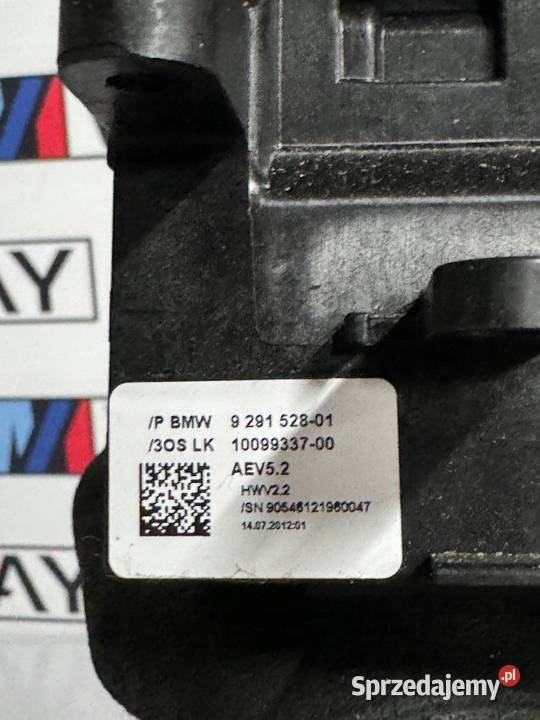 AY
/P BMW 9 291 528-01
/3OS LK 10099337-00
AEV5.2
HWV2.2
/SN 90546121960047
14.07.2012:01
AY
Sprzedajemy.pl